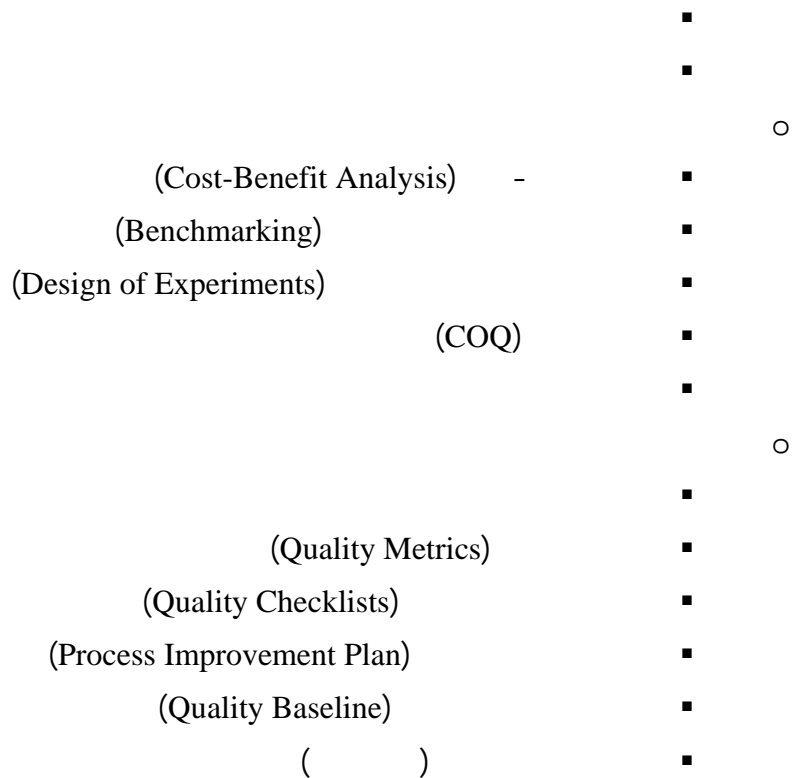 ▪
▪
o
▪ - (Cost-Benefit Analysis)
▪ (Benchmarking)
▪ (Design of Experiments)
▪ (COQ)
▪
o
▪
▪ (Quality Metrics)
▪ (Quality Checklists)
▪ (Process Improvement Plan)
▪ (Quality Baseline)
▪ ( )